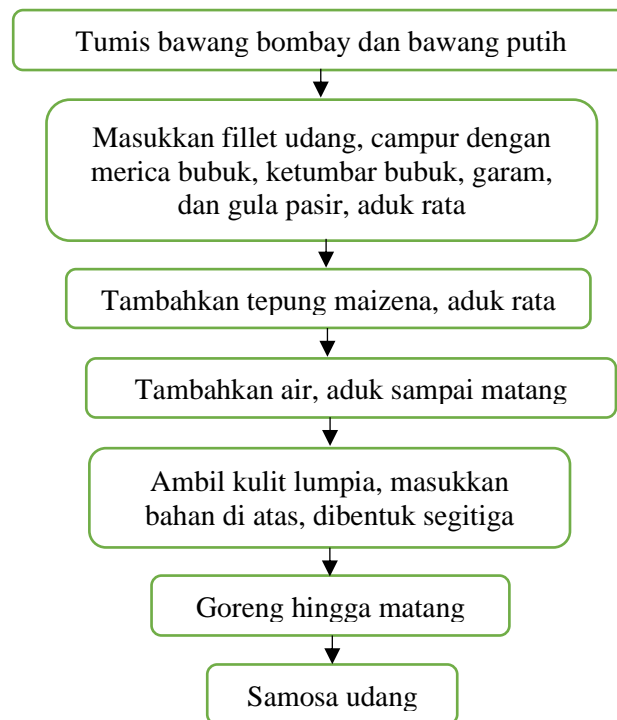 Tumis bawang bombay dan bawang putih
Masukkan fillet udang, campur dengan
merica bubuk, ketumbar bubuk, garam,
dan gula pasir, aduk rata
Tambahkan tepung maizena, aduk rata
Tambahkan air, aduk sampai matang
Ambil kulit lumpia, masukkan
bahan di atas, dibentuk segitiga
Goreng hingga matang
Samosa udang